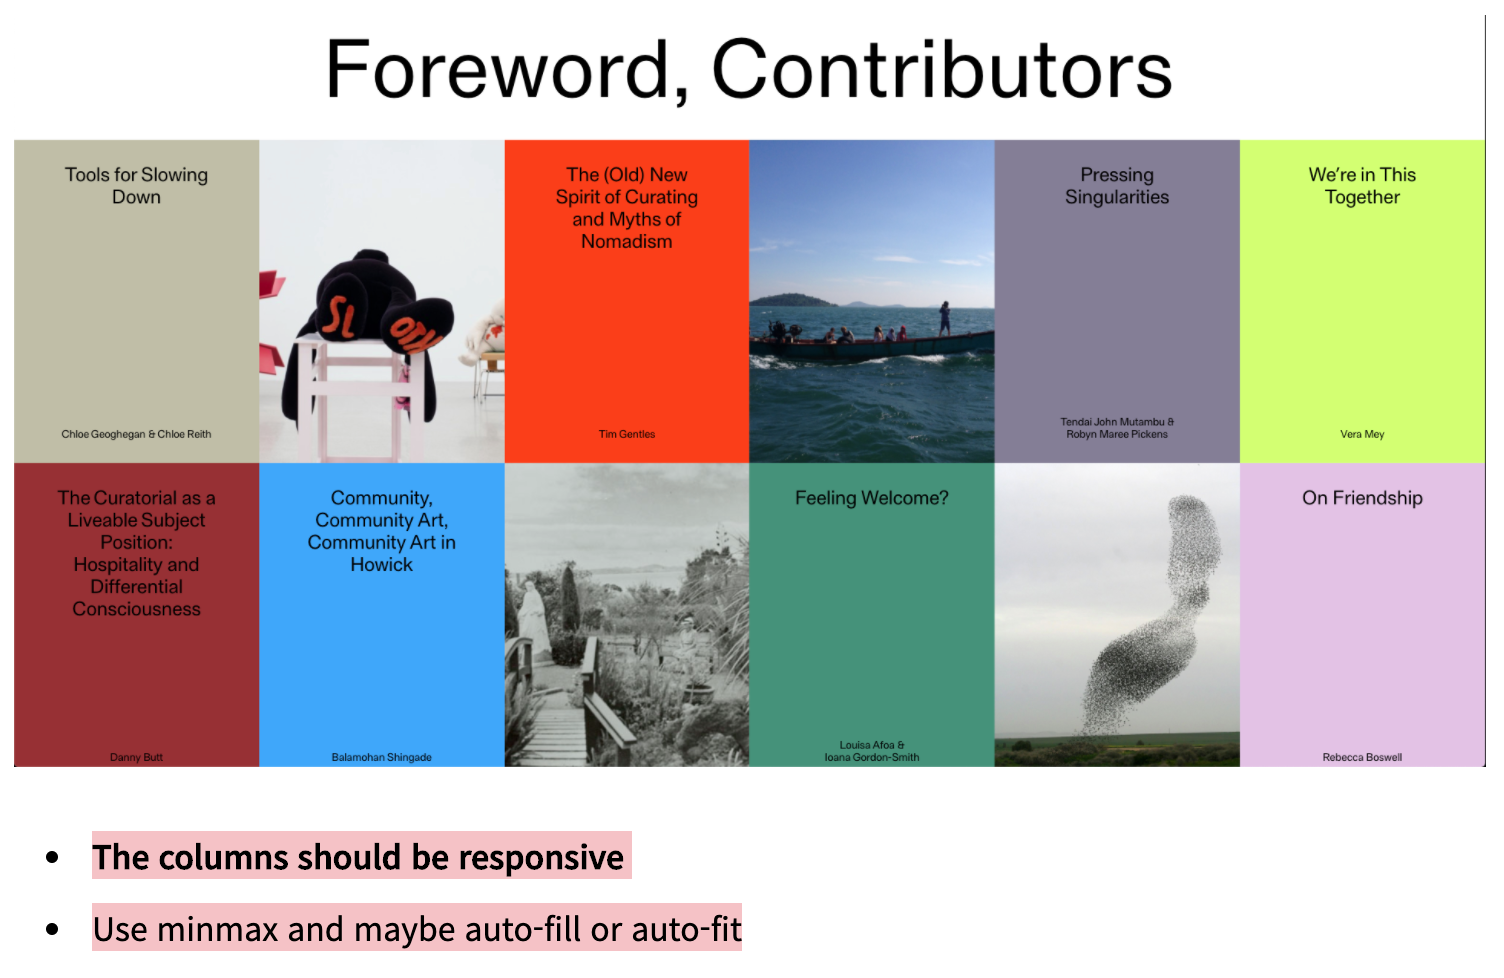 Foreword, Contributors
Tools for Slowing
Down
Chloe Geoghegan & Chloe Reith
SL
OTH
The (Old) New
Spirit of Curating
and Myths of
Nomadism
Tim Gentles
Pressing
Singularities
Tendai John Mutambu &
Robyn Maree Pickens
We’re in This
Together
Vera Mey
The Curatorial as a
Liveable Subject
Position:
Hospitality and
Differential
Consciousness
Danny Butt
Community,
Community Art,
Community Art in
Howick
Balamohan Shingade
Feeling Welcome?
Louisa Afoa &
Ioana Gordon-Smith
On Friendship
Rebecca Boswell
• The columns should be responsive
• Use minmax and maybe auto-fill or auto-fit